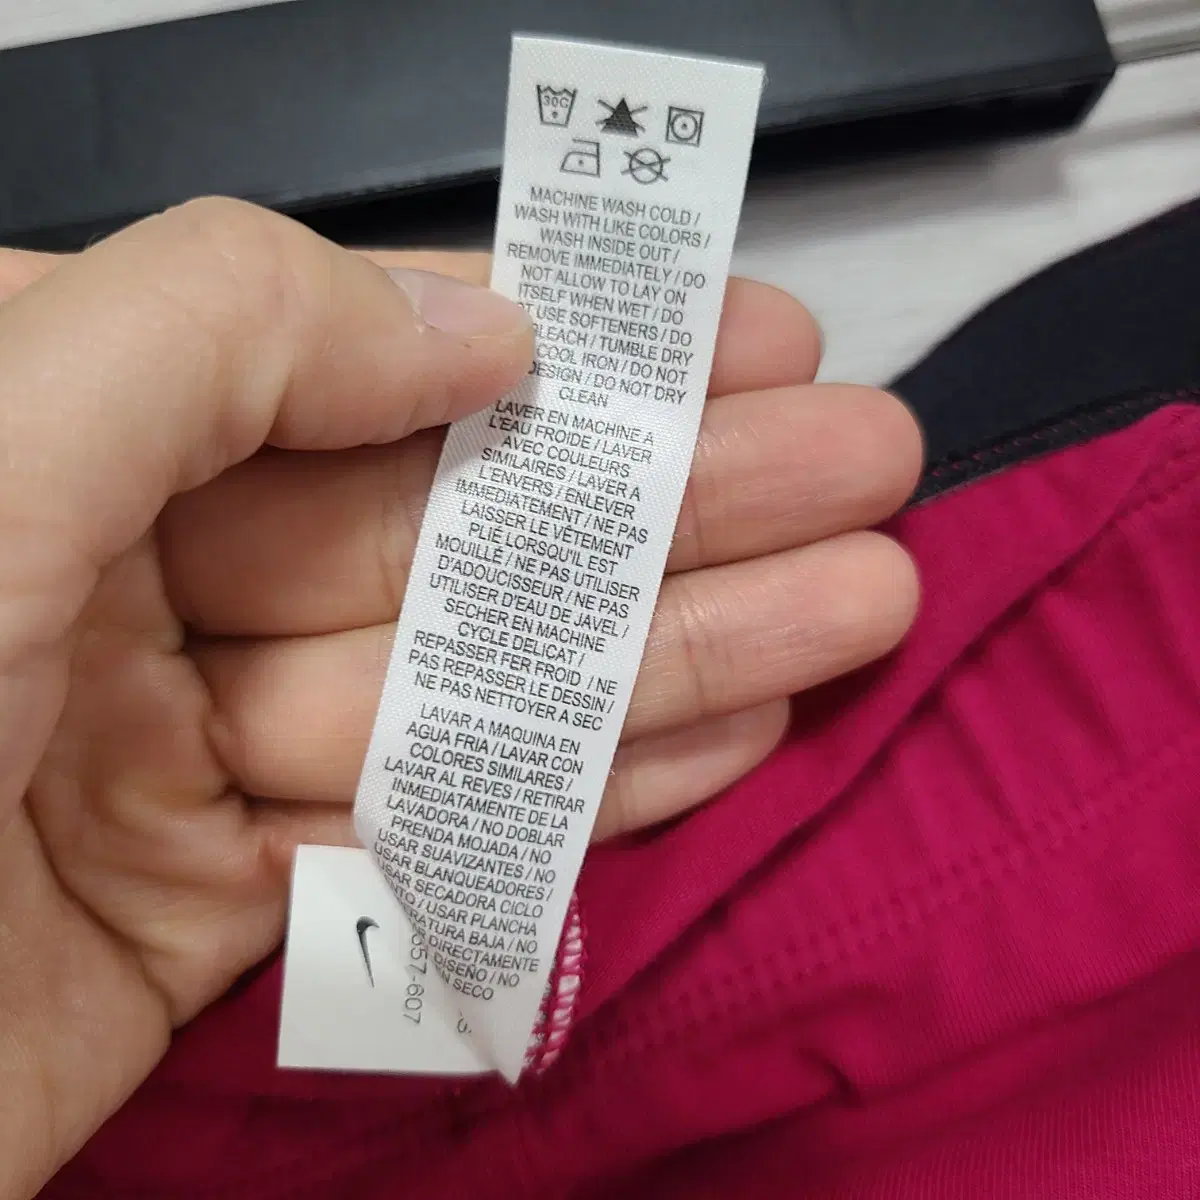 30C
MACHINE WASH COLD /
WASH WITH LIKE COLORS /
WASH INSIDE OUT /
REMOVE IMMEDIATELY / DO
NOT ALLOW TO LAY ON
ITSELF WHEN WET / DO
USE SOFTENERS / DO
/ TUMBLE DRY
COOL IRON / DO NOT
/ DO NOT DRY
CLEAN
LAVER EN MACHINE A
L'EAU FROIDE / LAVER
AVEC COULEURS
SIMILAIRES / LAVER A
L'ENVERS / ENLEVER
IMMEDIATEMENT / NE PAS
LAISSER LE VÊTEMENT
PLIÉ LORSQU'IL EST
MOUILLÉ / NE PAS UTILISER
D'ADOUCISSEUR / NE PAS
UTILISER D'EAU DE JAVEL /
SECHER EN MACHINE
CYCLE DELICAT /
REPASSER FER FROID / NE
PAS REPASSER LE DESSIN /
NE PAS NETTOYER A SEC
LAVAR A MAQUINA EN
AGUA FRIA / LAVAR CON
COLORES SIMILARES /
LAVAR AL REVES / RETIRAR
INMEDIATAMENTE DE LA
LAVADORA / NO DOBLAR
PRENDA MOJADA / NO
USAR SUAVIZANTES / NO
USAR BLANQUEADORES /
USAR SECADORA CICLO
/ USAR PLANCHA
BAJA / NO
DIRECTAMENTE
DISEÑO / NO
SECO
57-607